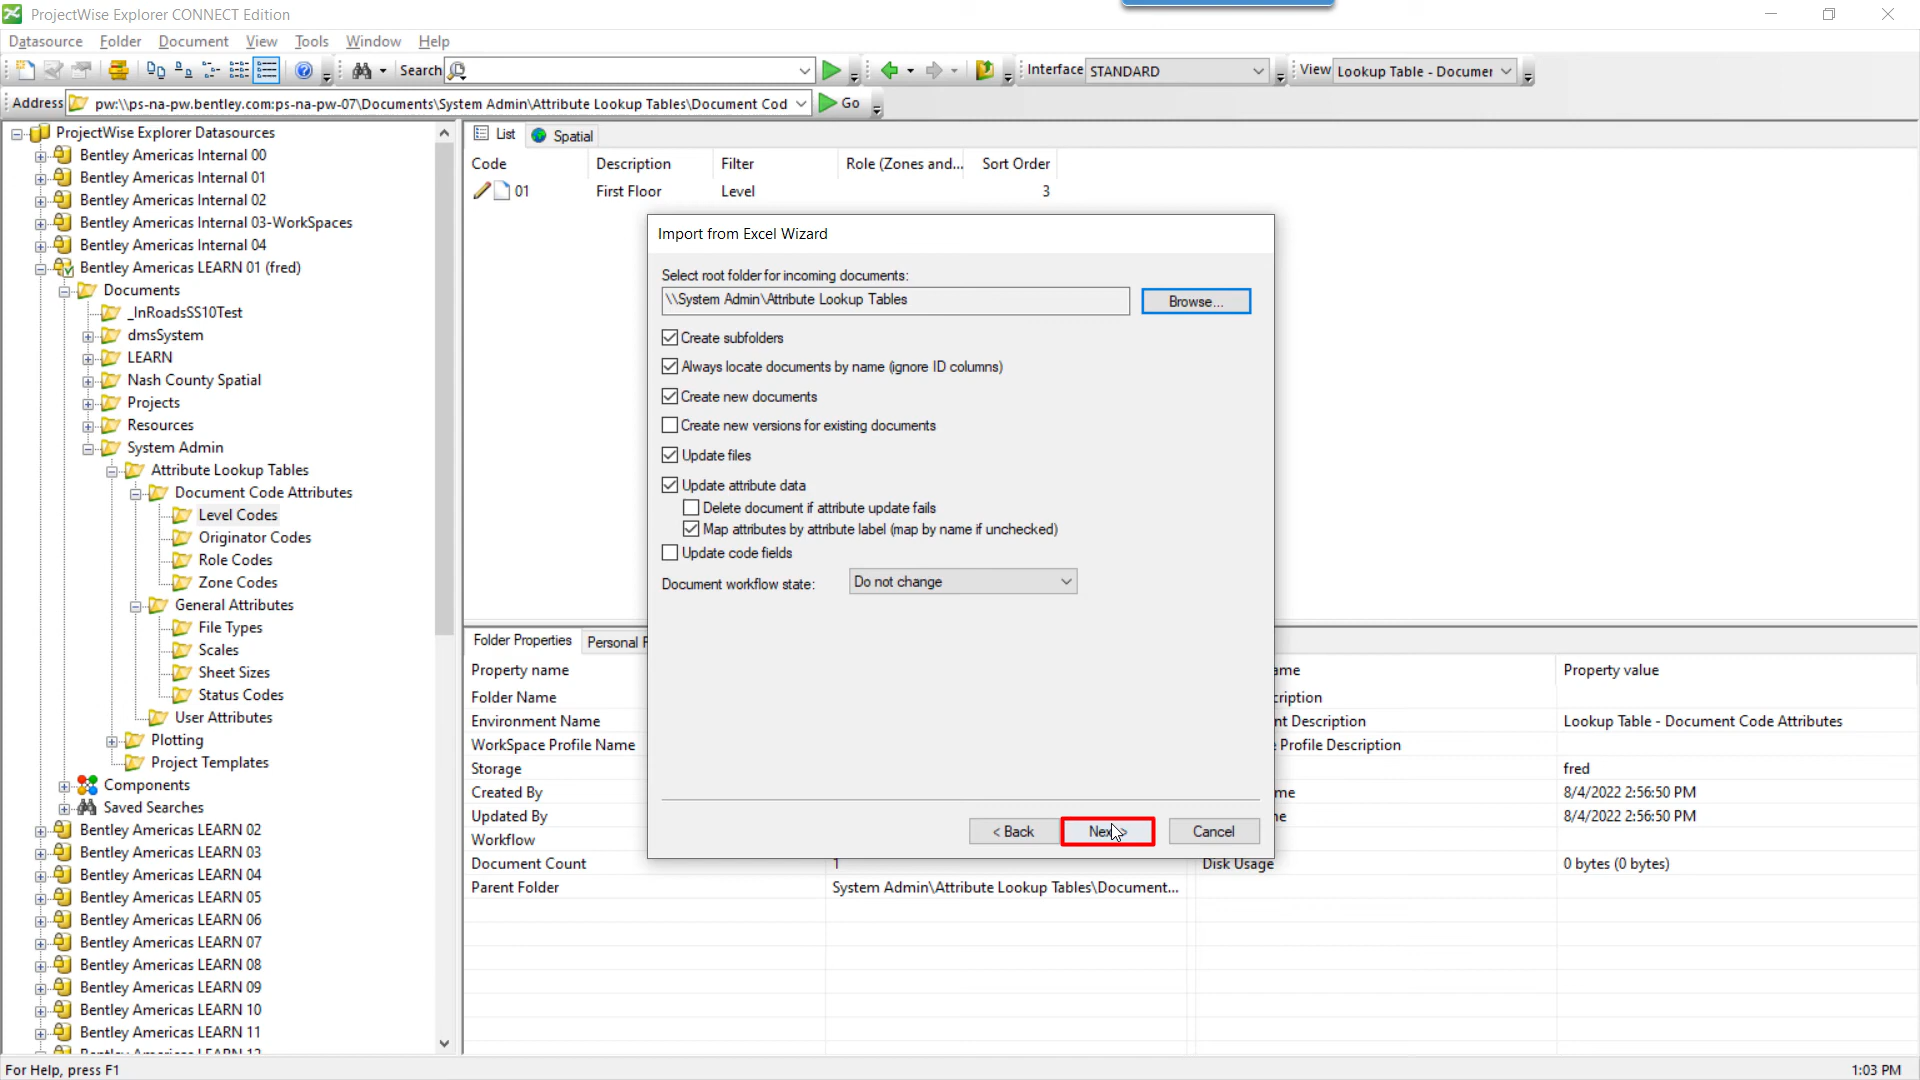 ProjectWise Explorer CONNECT Edition
Datasource Folder Document View Tools Window Help
Search Interface STANDARD View Lookup Table - Documer
Address pw:\\ps-na-pw.bentley.com:ps-na-pw-07\Documents\System Admin\Attribute Lookup Tables\Document Cod Go
ProjectWise Explorer Datasources
Bentley Americas Internal 00
Bentley Americas Internal 01
Bentley Americas Internal 02
Bentley Americas Internal 03-WorkSpaces
Bentley Americas Internal 04
Bentley Americas LEARN 01 (fred)
Documents
_InRoadsSS10Test
dmsSystem
LEARN
Nash County Spatial
Projects
Resources
System Admin
Attribute Lookup Tables
Document Code Attributes
Level Codes
Originator Codes
Role Codes
Zone Codes
General Attributes
File Types
Scales
Sheet Sizes
Status Codes
User Attributes
Plotting
Project Templates
Components
Saved Searches
Bentley Americas LEARN 02
Bentley Americas LEARN 03
Bentley Americas LEARN 04
Bentley Americas LEARN 05
Bentley Americas LEARN 06
Bentley Americas LEARN 07
Bentley Americas LEARN 08
Bentley Americas LEARN 09
Bentley Americas LEARN 10
Bentley Americas LEARN 11
List Spatial
Code Description Filter Role (Zones and... Sort Order
01 First Floor Level 3
Import from Excel Wizard
Select root folder for incoming documents:
\\System Admin\Attribute Lookup Tables Browse...
Create subfolders
Always locate documents by name (ignore ID columns)
Create new documents
Create new versions for existing documents
Update files
Update attribute data
Delete document if attribute update fails
Map attributes by attribute label (map by name if unchecked)
Update code fields
Document workflow state: Do not change
< Back Next > Cancel
Folder Properties Personal
Property name ame Property value
Folder Name cription
Environment Name nt Description Lookup Table - Document Code Attributes
WorkSpace Profile Name Profile Description
Storage fred
Created By me 8/4/2022 2:56:50 PM
Updated By 8/4/2022 2:56:50 PM
Workflow
Document Count 1 Disk Usage 0 bytes (0 bytes)
Parent Folder System Admin\Attribute Lookup Tables\Document...
For Help, press F1 1:03 PM